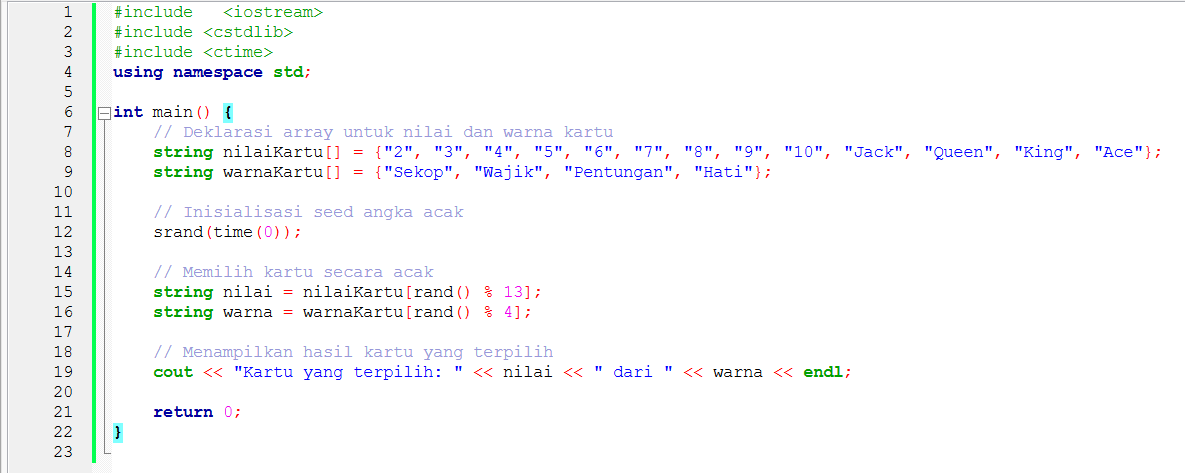 1 #include   <iostream>
2 #include <cstdlib>
3 #include <ctime>
4 using namespace std;
5
6 int main() {
7     // Deklarasi array untuk nilai dan warna kartu
8     string nilaiKartu[] = {"2", "3", "4", "5", "6", "7", "8", "9", "10", "Jack", "Queen", "King", "Ace"};
9     string warnaKartu[] = {"Sekop", "Wajik", "Pentungan", "Hati"};
10
11     // Inisialisasi seed angka acak
12     srand(time(0));
13
14     // Memilih kartu secara acak
15     string nilai = nilaiKartu[rand() % 13];
16     string warna = warnaKartu[rand() % 4];
17
18     // Menampilkan hasil kartu yang terpilih
19     cout << "Kartu yang terpilih: " << nilai << " dari " << warna << endl;
20
21     return 0;
22 }
23